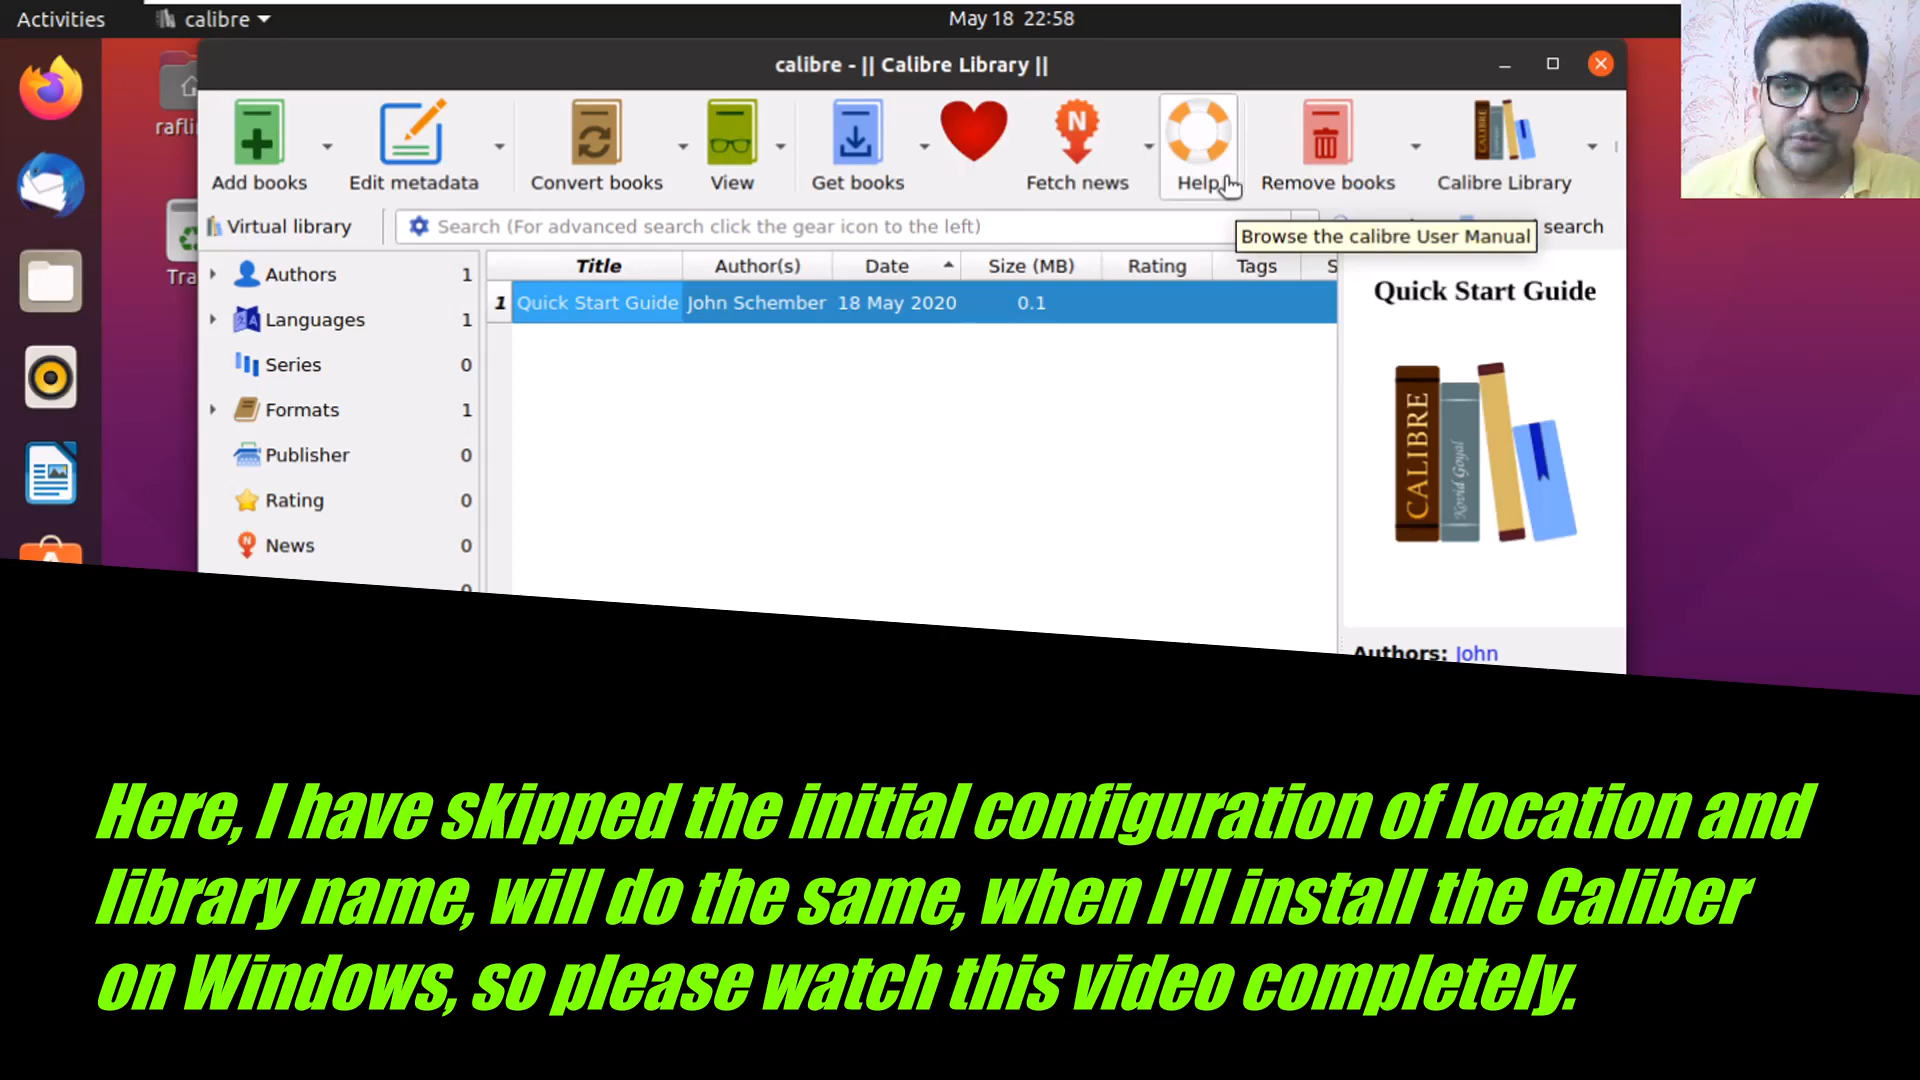 Activities
calibre
May 18 22:58
calibre - || Calibre Library ||
rafli
Add books
Edit metadata
Convert books
View
Get books
N
Fetch news
Help
Remove books
CALIBRE
Calibre Library
Virtual library
Search (For advanced search click the gear icon to the left)
search
Browse the calibre User Manual
Tra
Authors 1
Languages 1
Series 0
Formats 1
Publisher 0
Rating 0
News 0
Title Author(s) Date Size (MB) Rating Tags S
1 Quick Start Guide John Schember 18 May 2020 0.1
Quick Start Guide
CALIBRE
Kovid Goyal
Authors: John
Here, I have skipped the initial configuration of location and
library name, will do the same, when I'll install the Caliber
on Windows, so please watch this video completely.